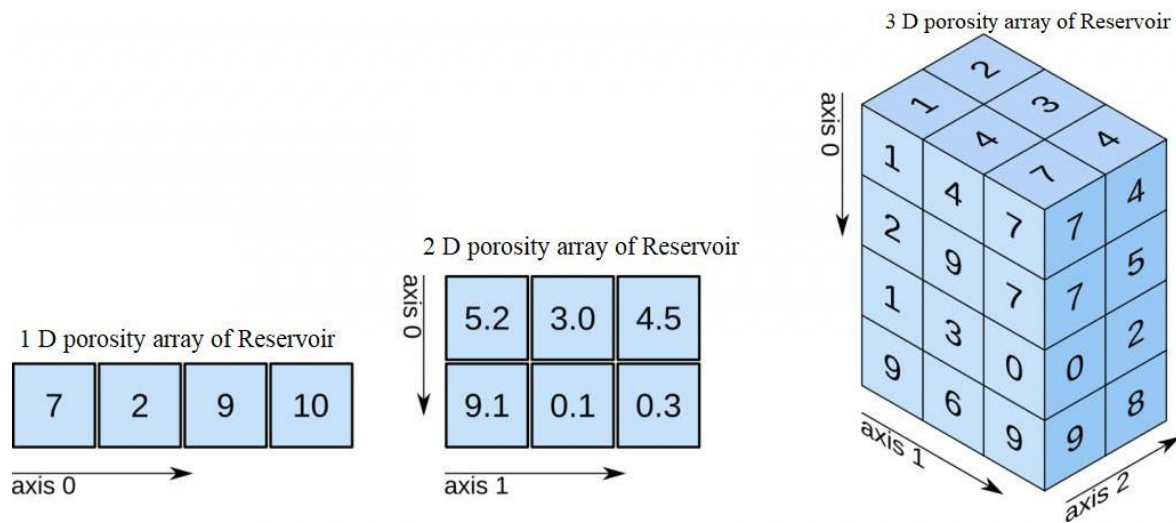 1 D porosity array of Reservoir
7 2 9 10
axis 0
2 D porosity array of Reservoir
axis 0
5.2 3.0 4.5
9.1 0.1 0.3
axis 1
3 D porosity array of Reservoir
axis 0
2
1 3
4 4
7
1 4 7 7 4
2 9 7 7 5
1 3 0 0 2
9 6 9 9 8
axis 1
axis 2